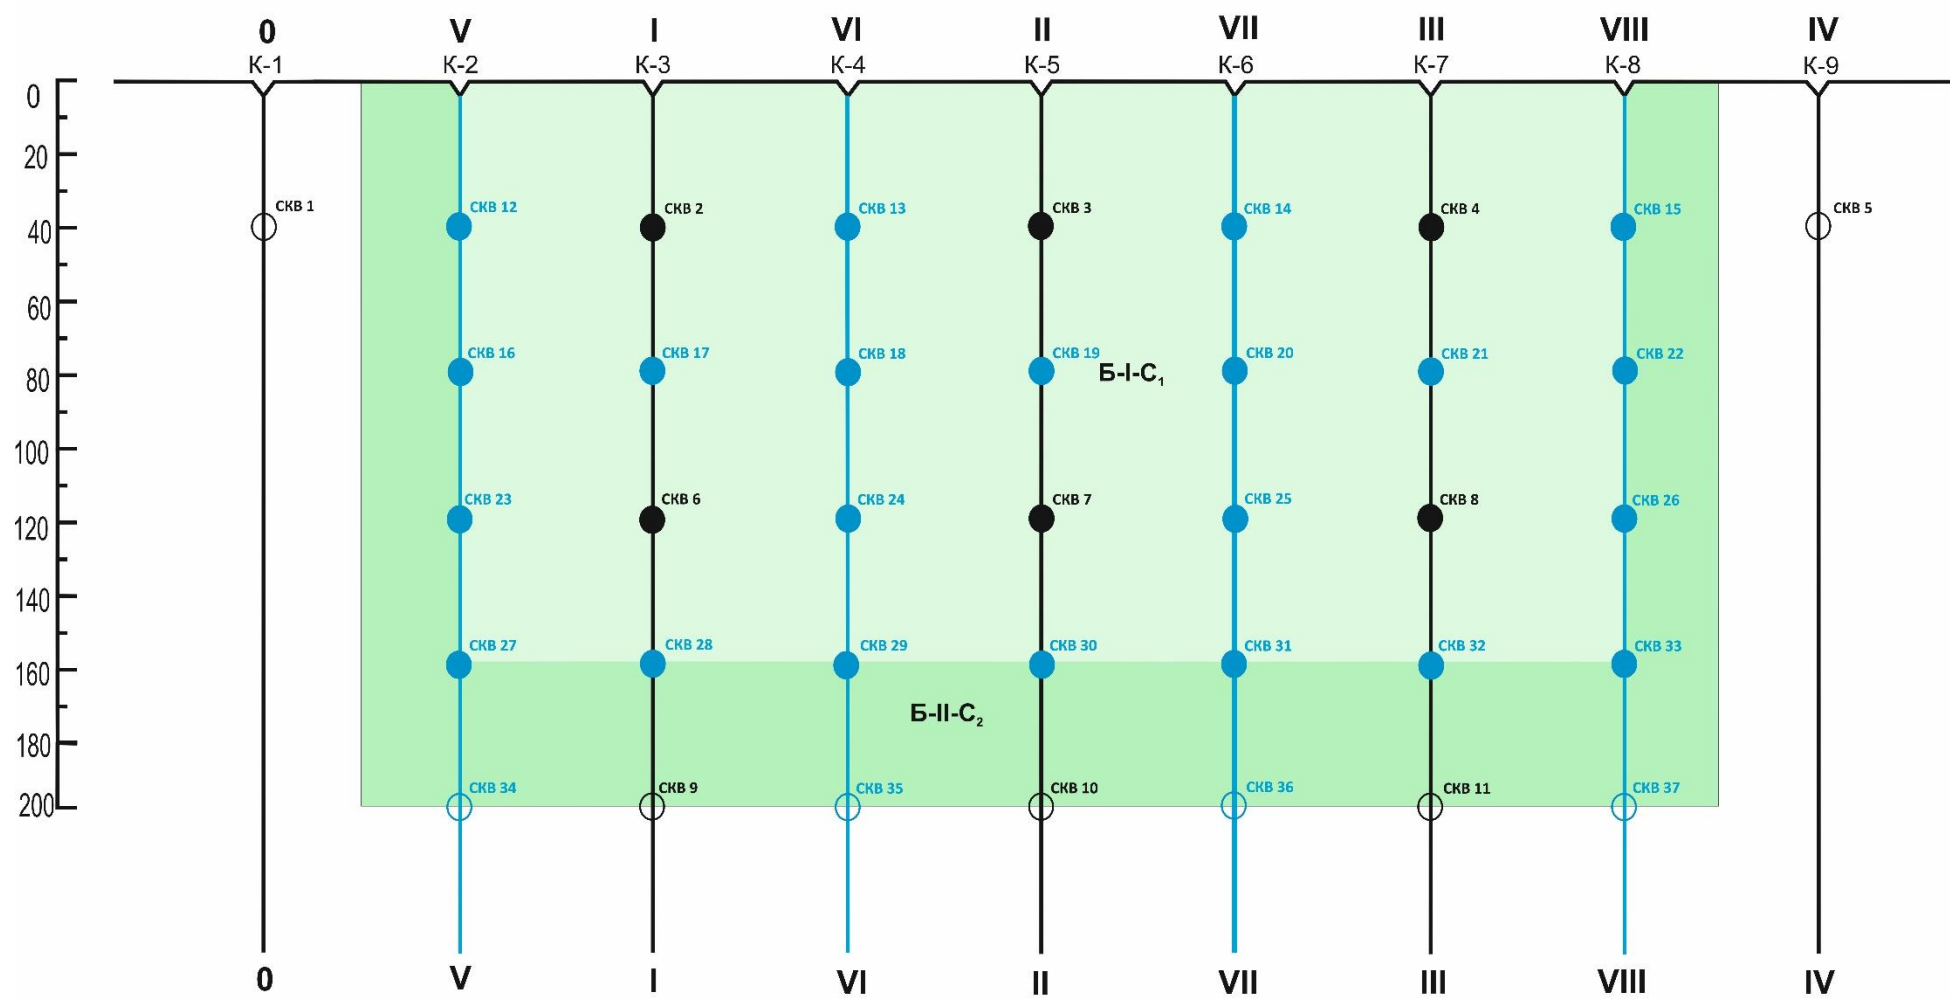 0 V I VI II VII III VIII IV
К-1 К-2 К-3 К-4 К-5 К-6 К-7 К-8 К-9
0
20
СКВ 1 СКВ 12 СКВ 2 СКВ 13 СКВ 3 СКВ 14 СКВ 4 СКВ 15 СКВ 5
40
60
СКВ 16 СКВ 17 СКВ 18 СКВ 19 СКВ 20 СКВ 21 СКВ 22
80
Б-I-C₁
100
СКВ 23 СКВ 6 СКВ 24 СКВ 7 СКВ 25 СКВ 8 СКВ 26
120
120
140
СКВ 27 СКВ 28 СКВ 29 СКВ 30 СКВ 31 СКВ 32 СКВ 33
160
Б-II-C₂
180
СКВ 34 СКВ 9 СКВ 35 СКВ 10 СКВ 36 СКВ 11 СКВ 37
200
0 V I VI II VII III VIII IV